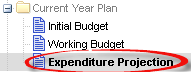 Current Year Plan
Initial Budget
Working Budget
Expenditure Projection